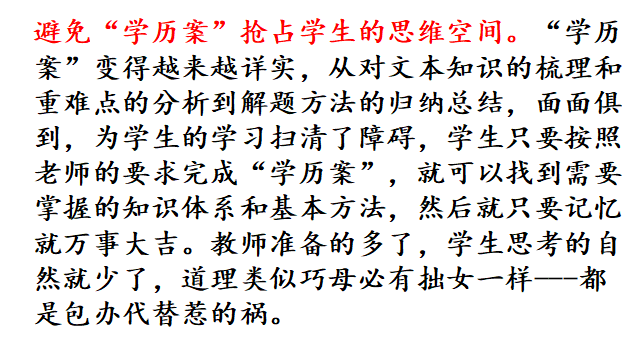 避免“学历案”抢占学生的思维空间。“学历
案”变得越来越详实，从对文本知识的梳理和
重难点的分析到解题方法的归纳总结，面面俱
到，为学生的学习扫清了障碍，学生只要按照
老师的要求完成“学历案”，就可以找到需要
掌握的知识体系和基本方法，然后就只要记忆
就万事大吉。教师准备的多了，学生思考的自
然就少了，道理类似巧母必有拙女一样---都
是包办代替惹的祸。